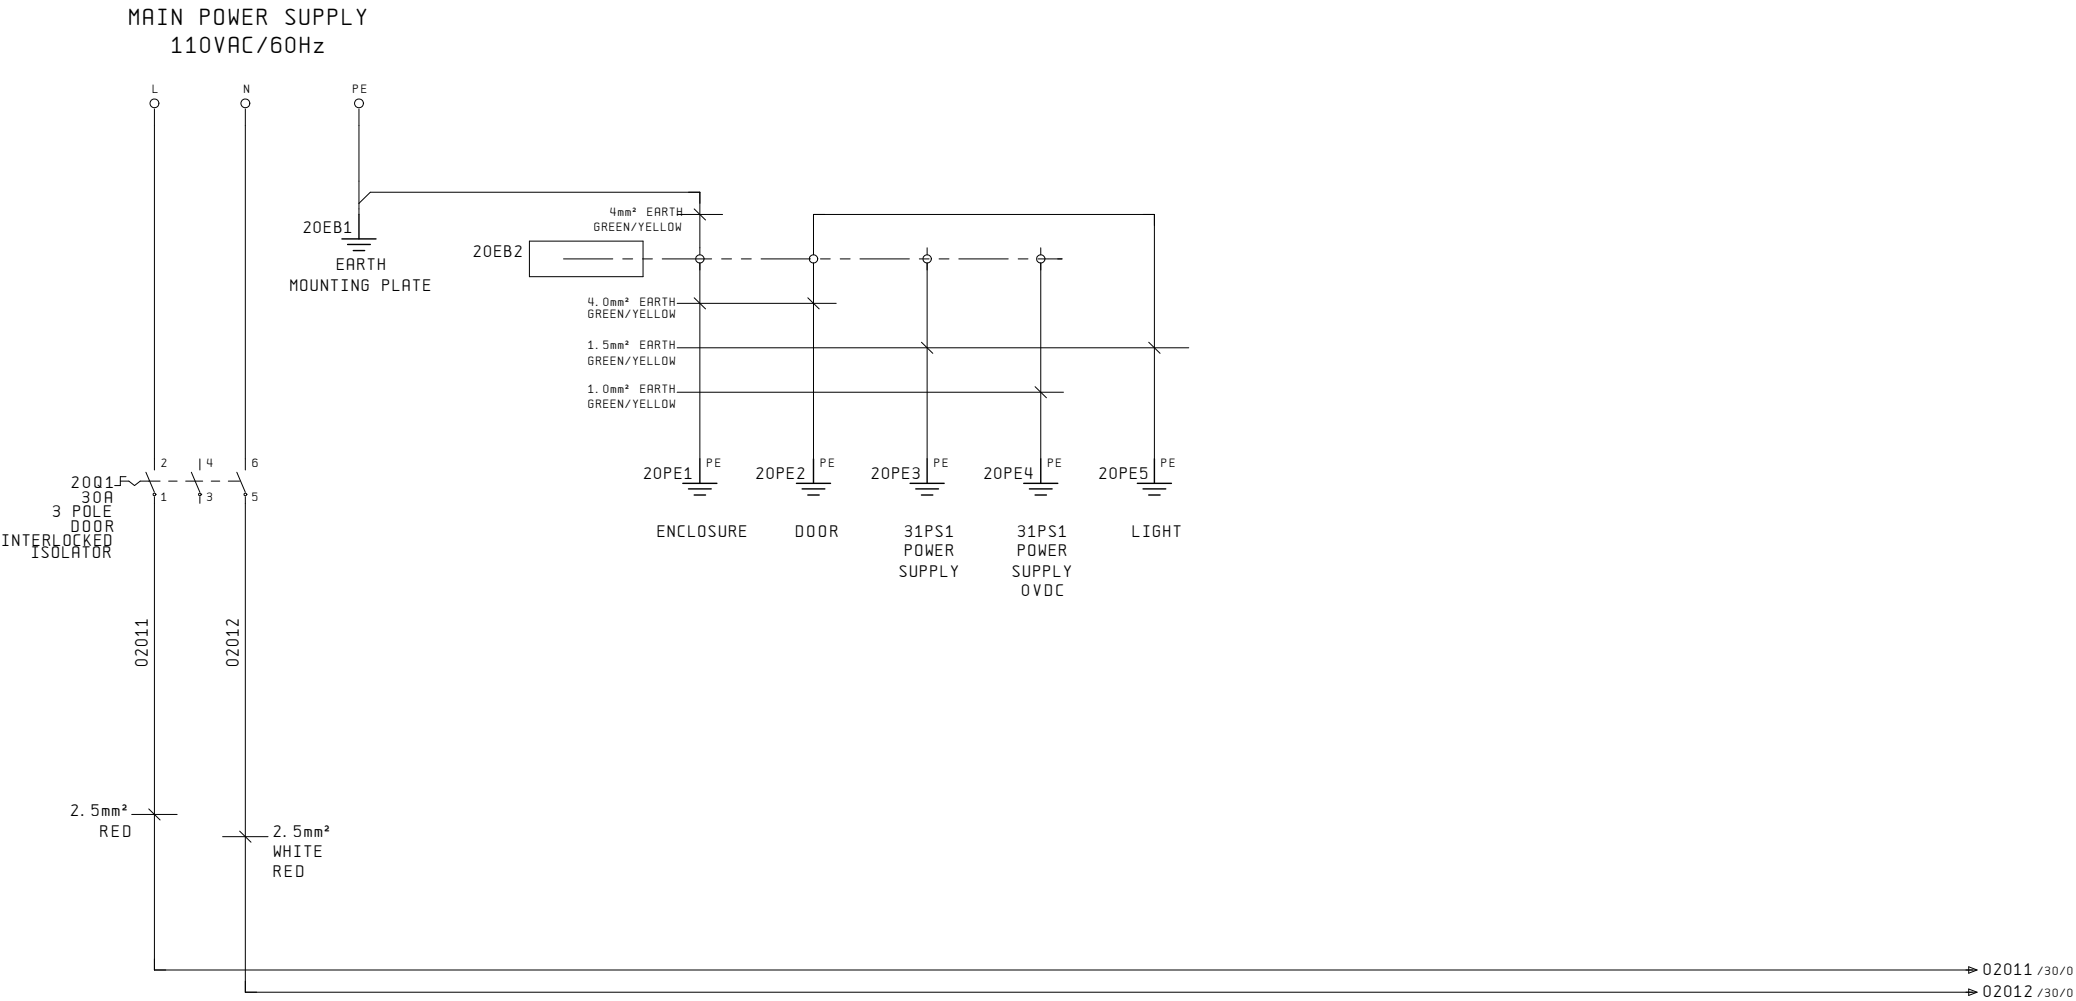 MAIN POWER SUPPLY
110VAC/60Hz
L
N
PE
20EB1
EARTH
MOUNTING PLATE
4mm² EARTH
GREEN/YELLOW
20EB2
4.0mm² EARTH
GREEN/YELLOW
1.5mm² EARTH
GREEN/YELLOW
1.0mm² EARTH
GREEN/YELLOW
2
4
6
20Q1
30A
3 POLE
DOOR
INTERLOCKED
ISOLATOR
1
3
5
20PE1
PE
20PE2
PE
20PE3
PE
20PE4
PE
20PE5
PE
ENCLOSURE
DOOR
31PS1
POWER
SUPPLY
31PS1
POWER
SUPPLY
0VDC
LIGHT
02011
02012
2.5mm²
RED
2.5mm²
WHITE
RED
02011 /30/0
02012 /30/0